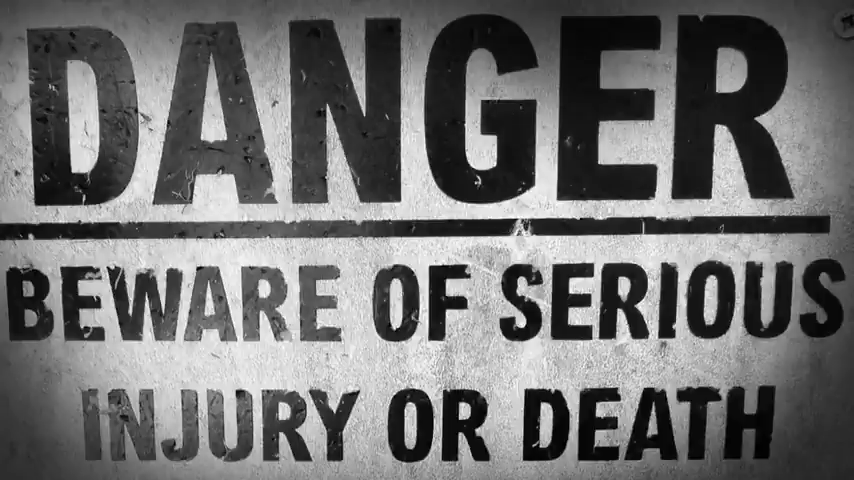 DANGER
BEWARE OF SERIOUS
INJURY OR DEATH